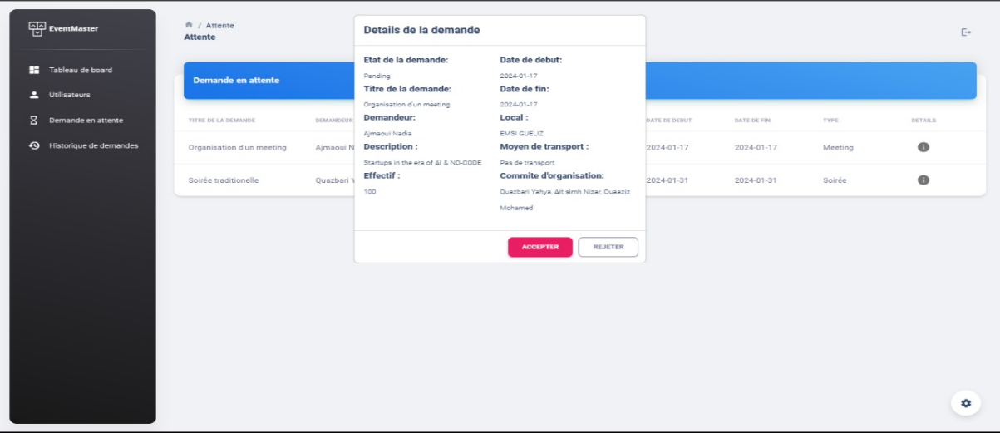 EventMaster
Tableau de board
Utilisateurs
Demande en attente
Historique de demandes
/ Attente
Attente
Demande en attente
TITRE DE LA DEMANDE DEMANDEUR DATE DE DEBUT DATE DE FIN TYPE DETAILS
Organisation d'un meeting Ajmaoui N 2024-01-17 2024-01-17 Meeting
Soirée traditionelle Quazbari Y 2024-01-31 2024-01-31 Soirée
Details de la demande
Etat de la demande: Date de debut:
Pending 2024-01-17
Titre de la demande: Date de fin:
Organisation d'un meeting 2024-01-17
Demandeur: Local :
Ajmaoui Nadia EMSI GUELIZ
Description : Moyen de transport :
Startups in the era of AI & NO-CODE Pas de transport
Effectif : Commite d'organisation:
100 Quazbari Yahya, Ait simh Nizar, Ouaaziz
Mohamed
ACCEPTER REJETER